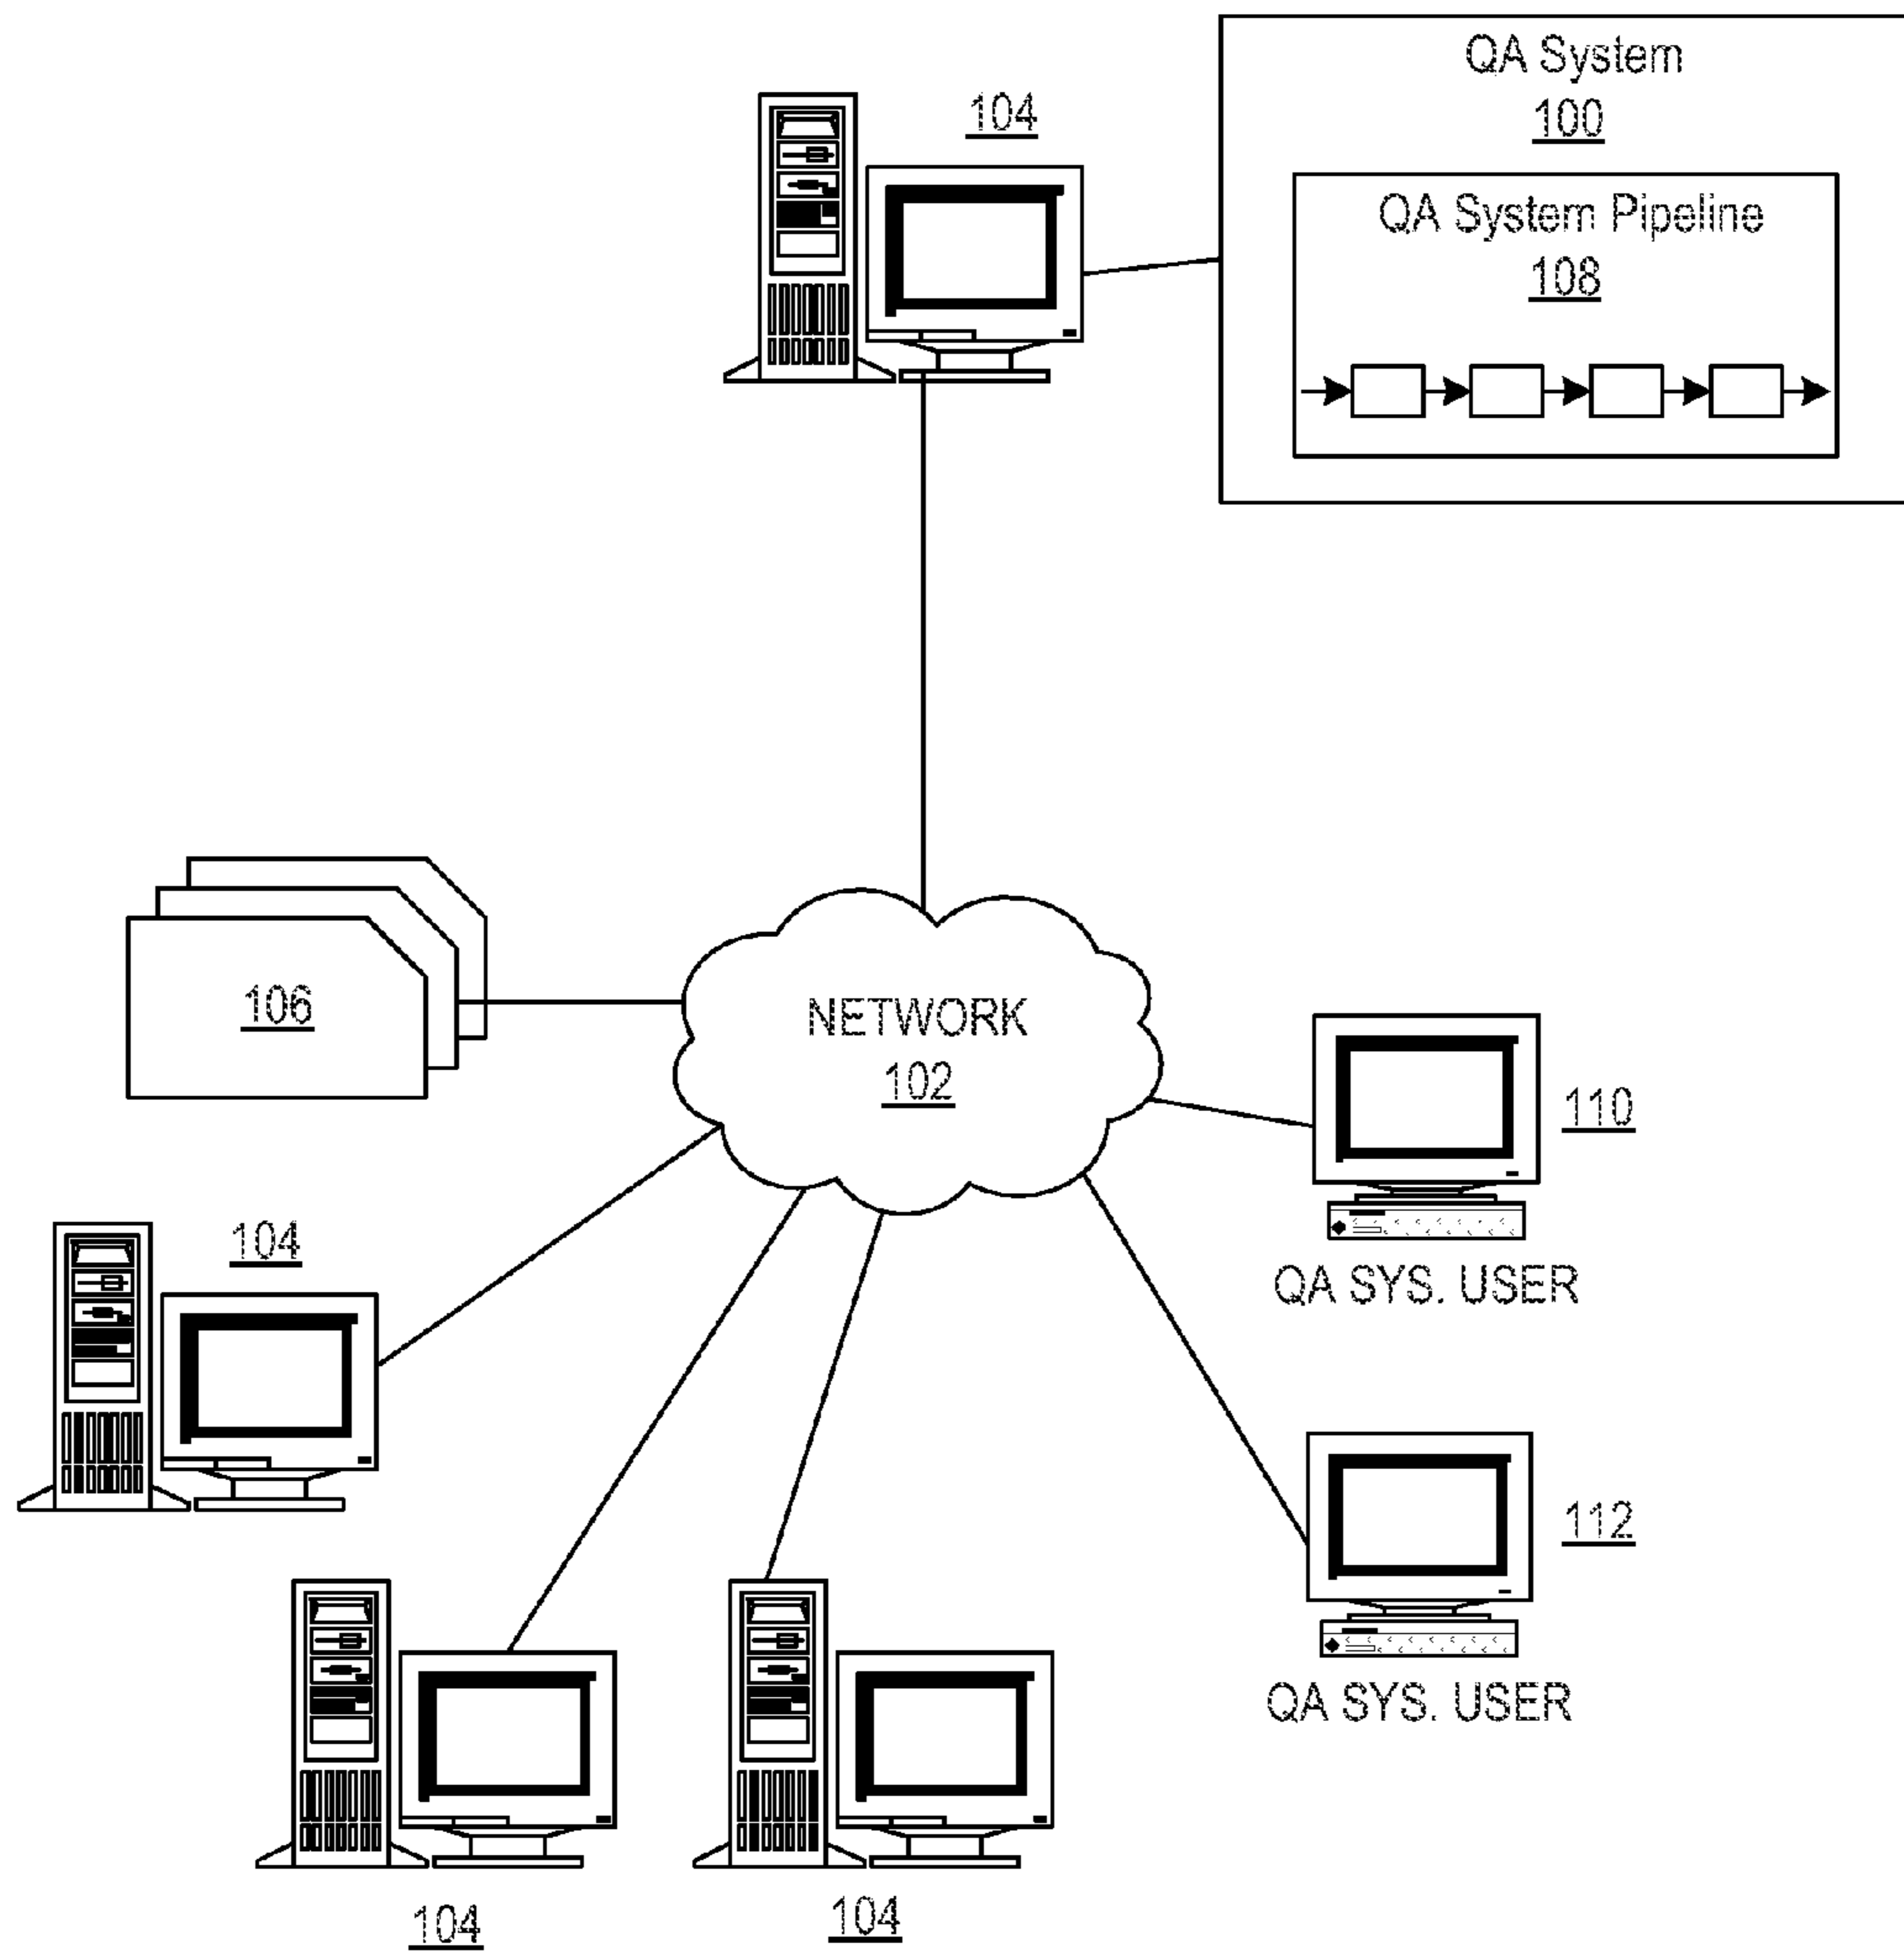 QA System
100
104
QA System Pipeline
108
106
NETWORK
102
110
QA SYS. USER
104
112
QA SYS. USER
104
104